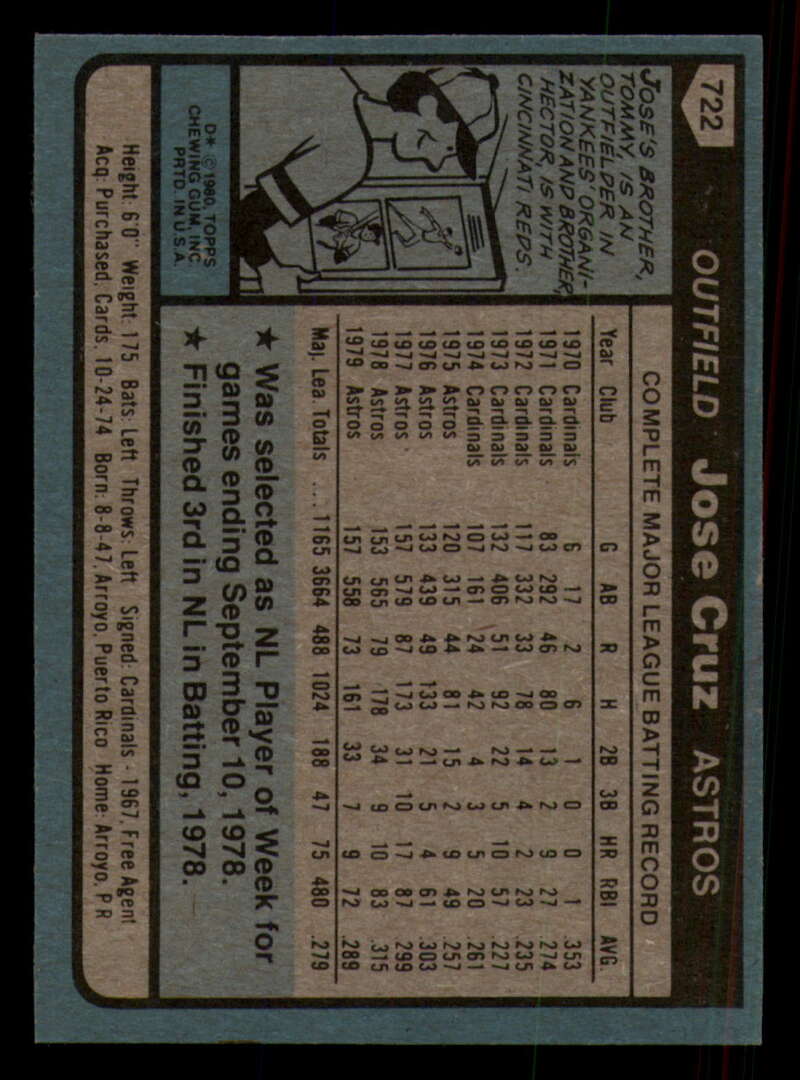 722
OUTFIELD Jose Cruz ASTROS
JOSE'S BROTHER,
TOMMY, IS AN
OUTFIELDER IN
YANKEES' ORGANI-
ZATION AND BROTHER,
HECTOR, IS WITH
CINCINNATI REDS.
D* © 1980, TOPPS
CHEWING GUM, INC.
PRTD. IN U.S.A.
COMPLETE MAJOR LEAGUE BATTING RECORD
Year Club G AB R H 2B 3B HR RBI AVG
1970 Cardinals 6 17 2 6 1 0 0 1 .353
1971 Cardinals 83 292 46 80 13 2 9 27 .274
1972 Cardinals 117 332 33 78 14 4 2 23 .235
1973 Cardinals 132 406 51 92 22 5 10 57 .227
1974 Cardinals 107 161 24 42 4 3 5 20 .261
1975 Astros 120 315 44 81 15 2 9 49 .257
1976 Astros 133 439 49 133 21 5 4 61 .303
1977 Astros 157 579 87 173 31 10 17 87 .299
1978 Astros 153 565 79 178 34 9 10 83 .315
1979 Astros 157 558 73 161 33 7 9 72 .289
Maj. Lea. Totals ... 1165 3664 488 1024 188 47 75 480 .279
★ Was selected as NL Player of Week for
games ending September 10, 1978.
★ Finished 3rd in NL in Batting, 1978.
Height: 6'0" Weight: 175 Bats: Left Throws: Left Signed: Cardinals - 1967, Free Agent
Acq: Purchased, Cards, 10-24-74 Born: 8-8-47, Arroyo, Puerto Rico Home: Arroyo, P R